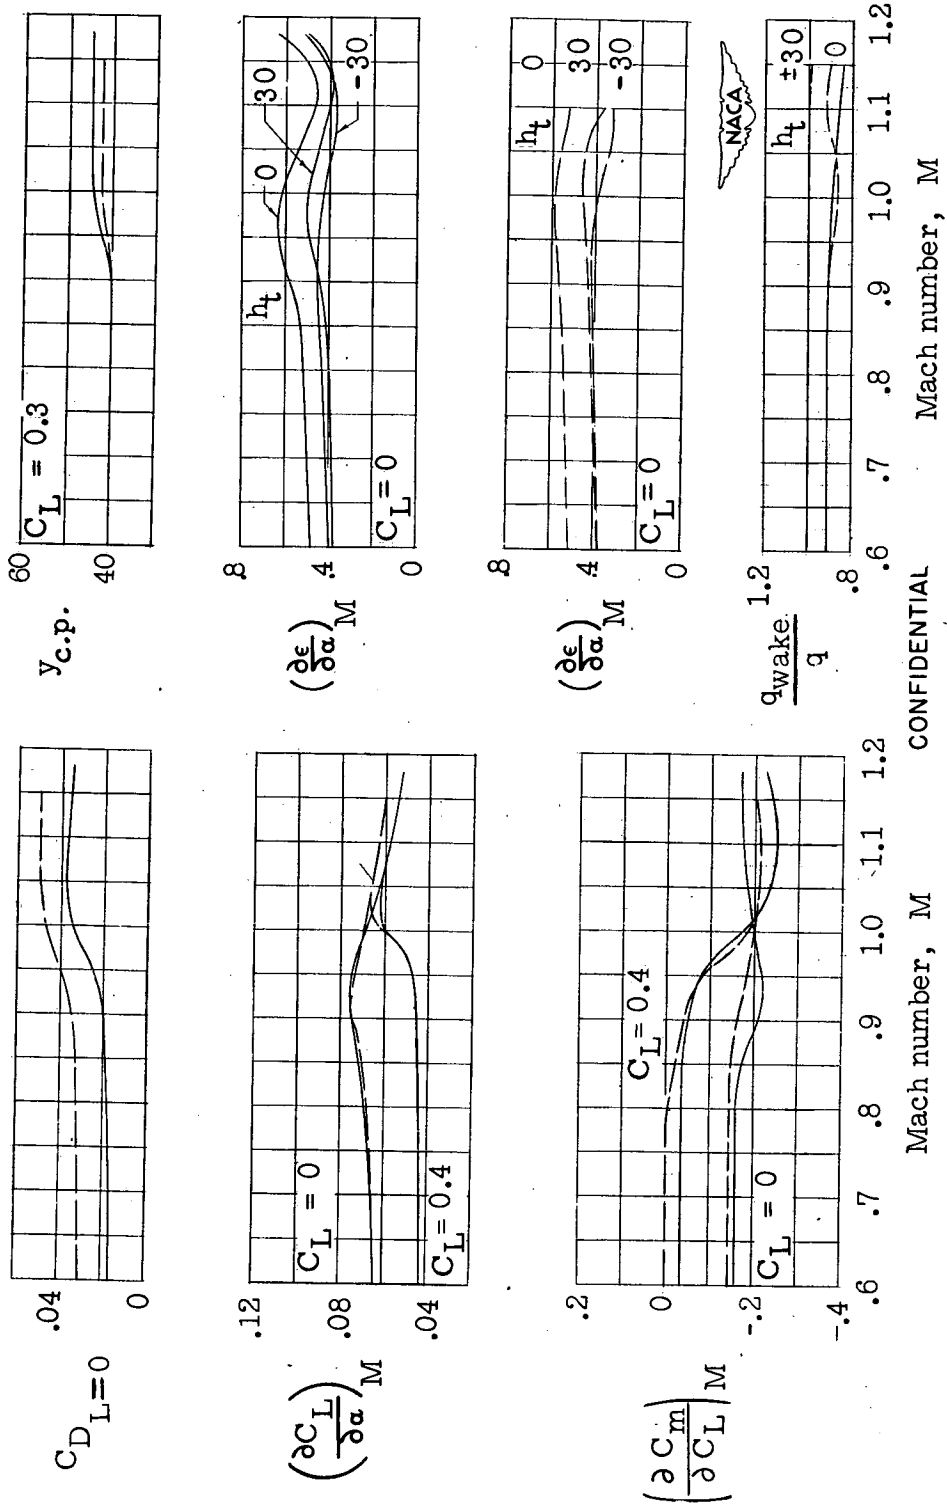 C_D_L=0
.04
0
(∂C_L/∂α)_M
.12
.08
.04
C_L = 0
C_L = 0.4
(∂C_m/∂C_L)_M
.2
0
-.2
-.4
C_L = 0.4
C_L = 0
.6 .7 .8 .9 1.0 1.1 1.2
Mach number, M
y_c.p.
60
40
C_L = 0.3
(∂ϵ/∂α)_M
.8
.4
0
C_L = 0
h_t
0
30
-30
(∂ϵ/∂α)_M
.8
.4
0
C_L = 0
h_t
0
30
-30
NACA
q_wake/q
1.2
.8
h_t
±30
0
.6 .7 .8 .9 1.0 1.1 1.2
Mach number, M
CONFIDENTIAL